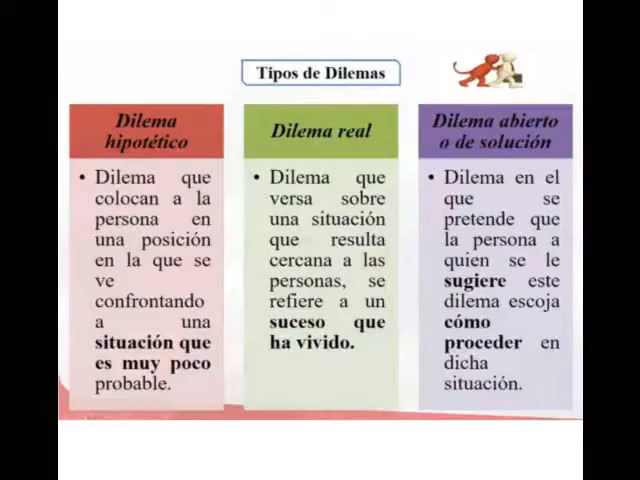 Tipos de Dilemas
Dilema
hipotético
• Dilema que
colocan a la
persona en
una posición
en la que se
ve
confrontando
a una
situación que
es muy poco
probable.
Dilema real
• Dilema que
versa sobre
una situación
que resulta
cercana a las
personas, se
refiere a un
suceso que
ha vivido.
Dilema abierto
o de solución
• Dilema en el
que se
pretende que
la persona a
quien se le
sugiere este
dilema escoja
cómo
proceder en
dicha
situación.